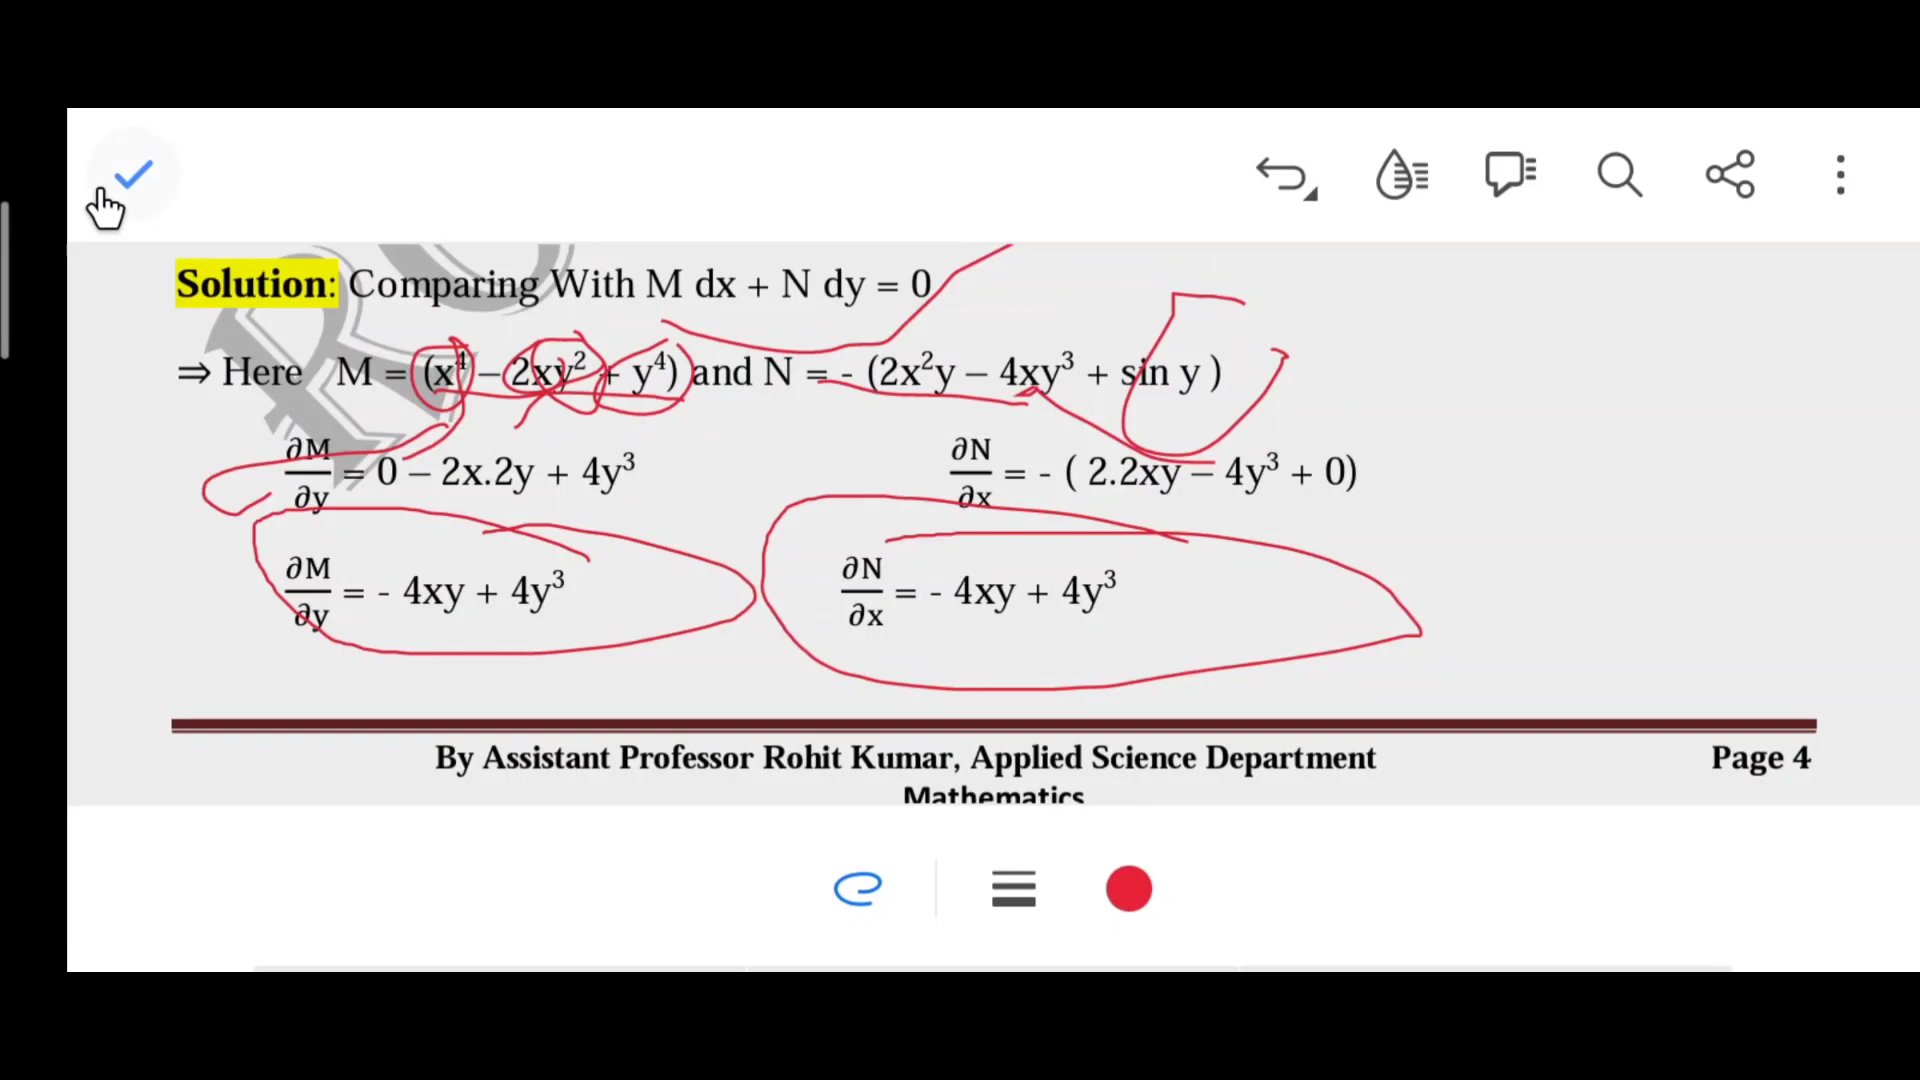 Solution: Comparing With M dx + N dy = 0
⇒ Here M = (x⁴ − 2xy² + y⁴) and N = - (2x²y − 4xy³ + sin y )
∂M/∂y = 0 − 2x.2y + 4y³ ∂N/∂x = - ( 2.2xy − 4y³ + 0)
∂M/∂y = - 4xy + 4y³ ∂N/∂x = - 4xy + 4y³
By Assistant Professor Rohit Kumar, Applied Science Department Page 4
Mathematics